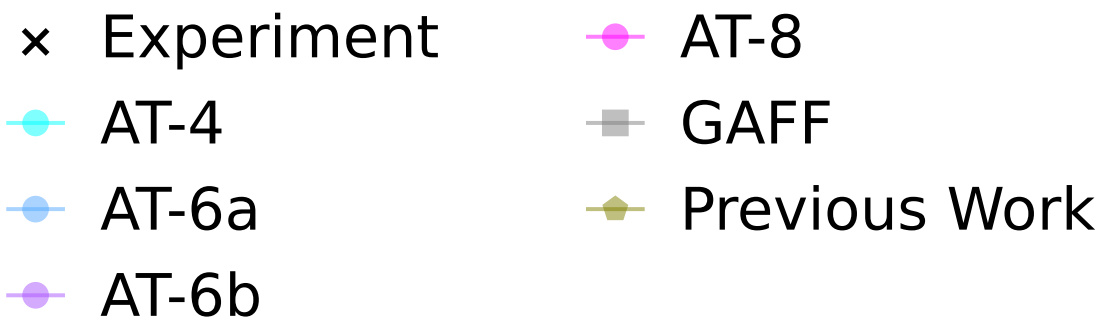 Experiment
AT-4
AT-6a
AT-6b
AT-8
GAFF
Previous Work